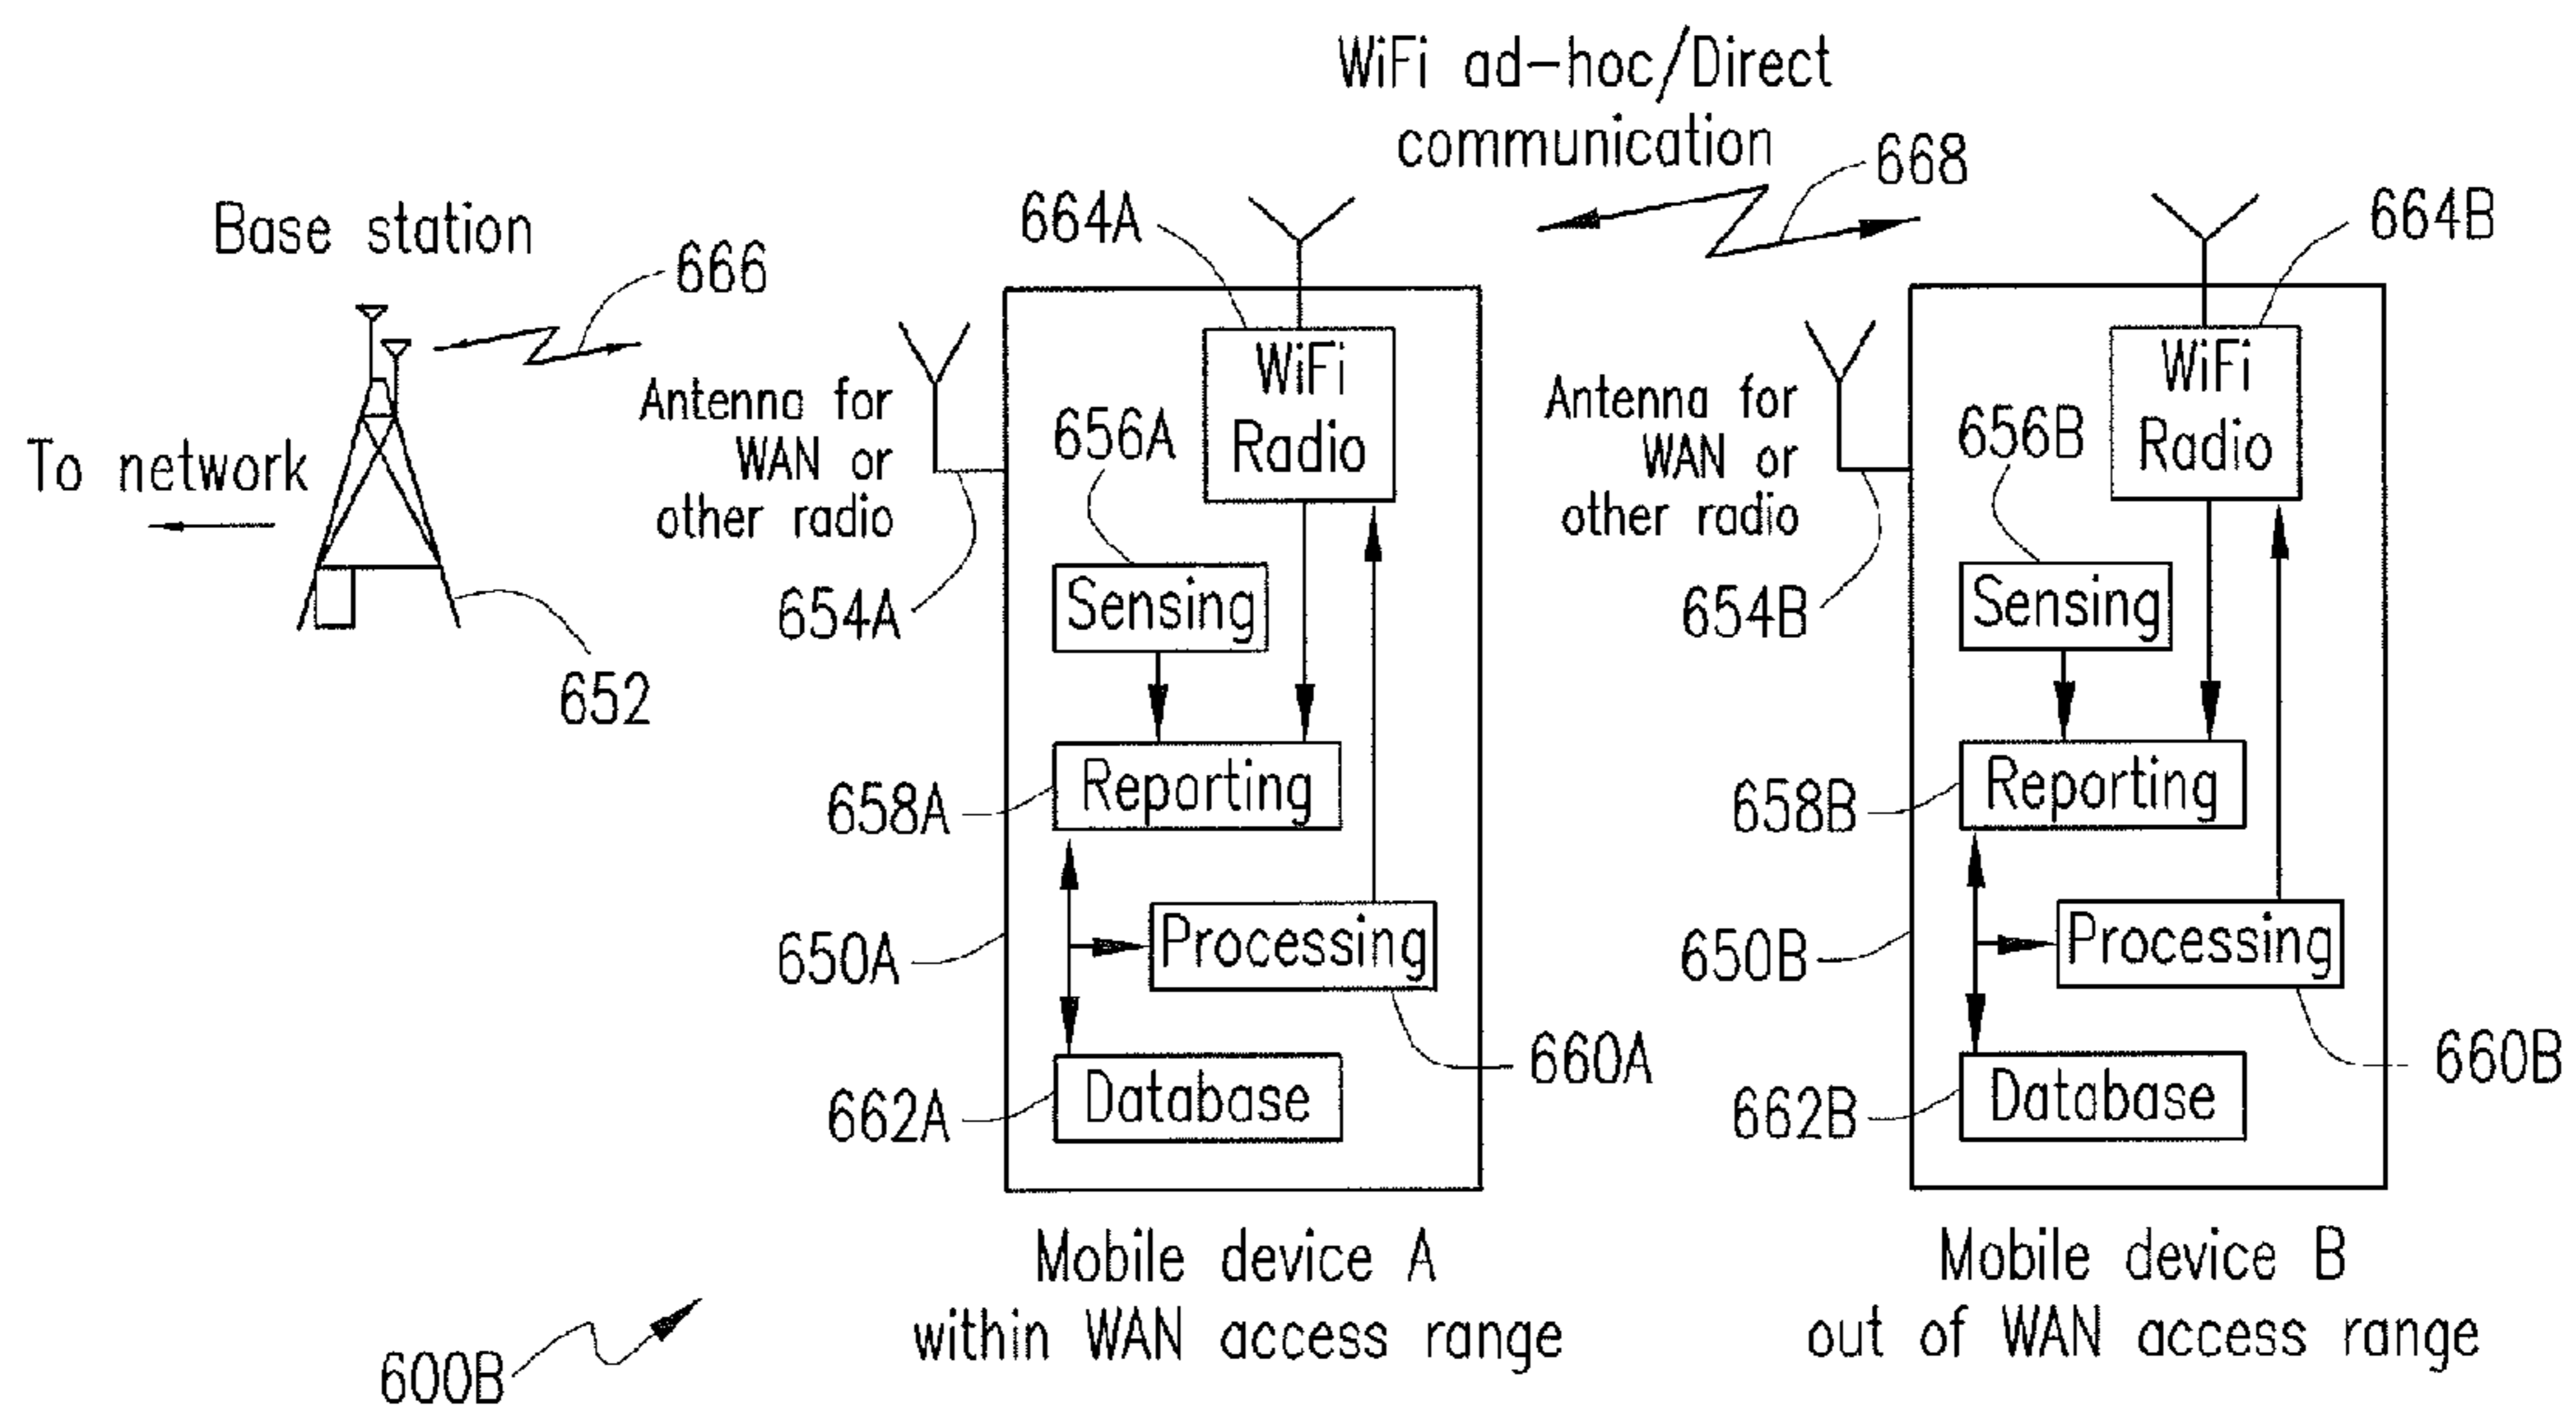 WiFi ad-hoc/Direct
communication
668
Base station
666
To network
652
664A
Antenna for
WAN or
other radio
654A
656A
WiFi
Radio
Sensing
658A
Reporting
650A
Processing
660A
662A
Database
Mobile device A
within WAN access range
664B
Antenna for
WAN or
other radio
654B
656B
WiFi
Radio
Sensing
658B
Reporting
650B
Processing
660B
662B
Database
Mobile device B
out of WAN access range
600B